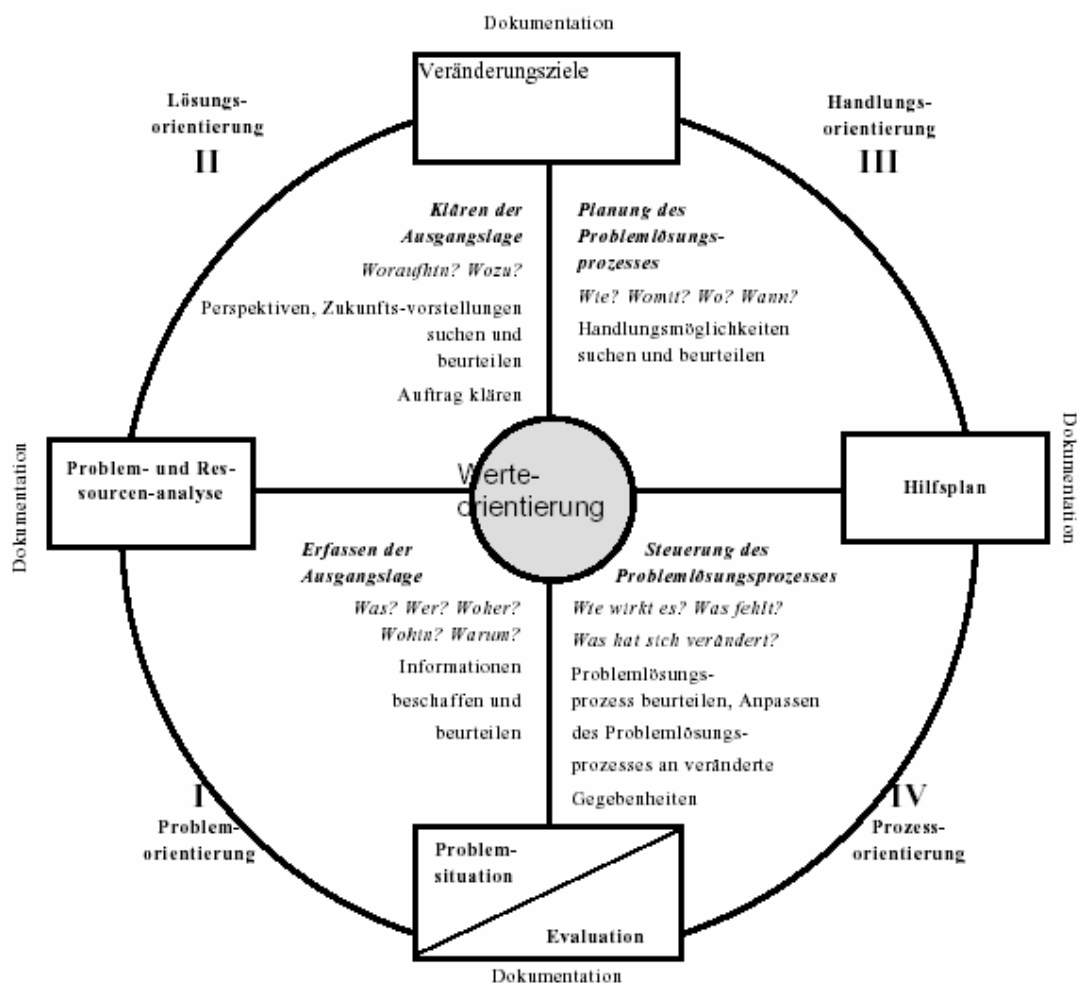 Dokumentation
Veränderungsziele
Lösungs-
orientierung
II
Handlungs-
orientierung
III
Klären der
Ausgangslage
Woraufhin? Wozu?
Perspektiven, Zukunfts-vorstellungen
suchen und
beurteilen
Auftrag klären
Planung des
Problemlösungs-
prozesses
Wie? Womit? Wo? Wann?
Handlungsmöglichkeiten
suchen und beurteilen
Dokumentation
Problem- und Res-
sourcen-analyse
Werte-
orientierung
Hilfsplan
Dokumentation
Erfassen der
Ausgangslage
Was? Wer? Woher?
Wohin? Warum?
Informationen
beschaffen und
beurteilen
Steuerung des
Problemlösungsprozesses
Wie wirkt es? Was fehlt?
Was hat sich verändert?
Problemlösungs-
prozess beurteilen, Anpassen
des Problemlösungs-
prozesses an veränderte
Gegebenheiten
I
Problem-
orientierung
IV
Prozess-
orientierung
Problem-
situation
Evaluation
Dokumentation